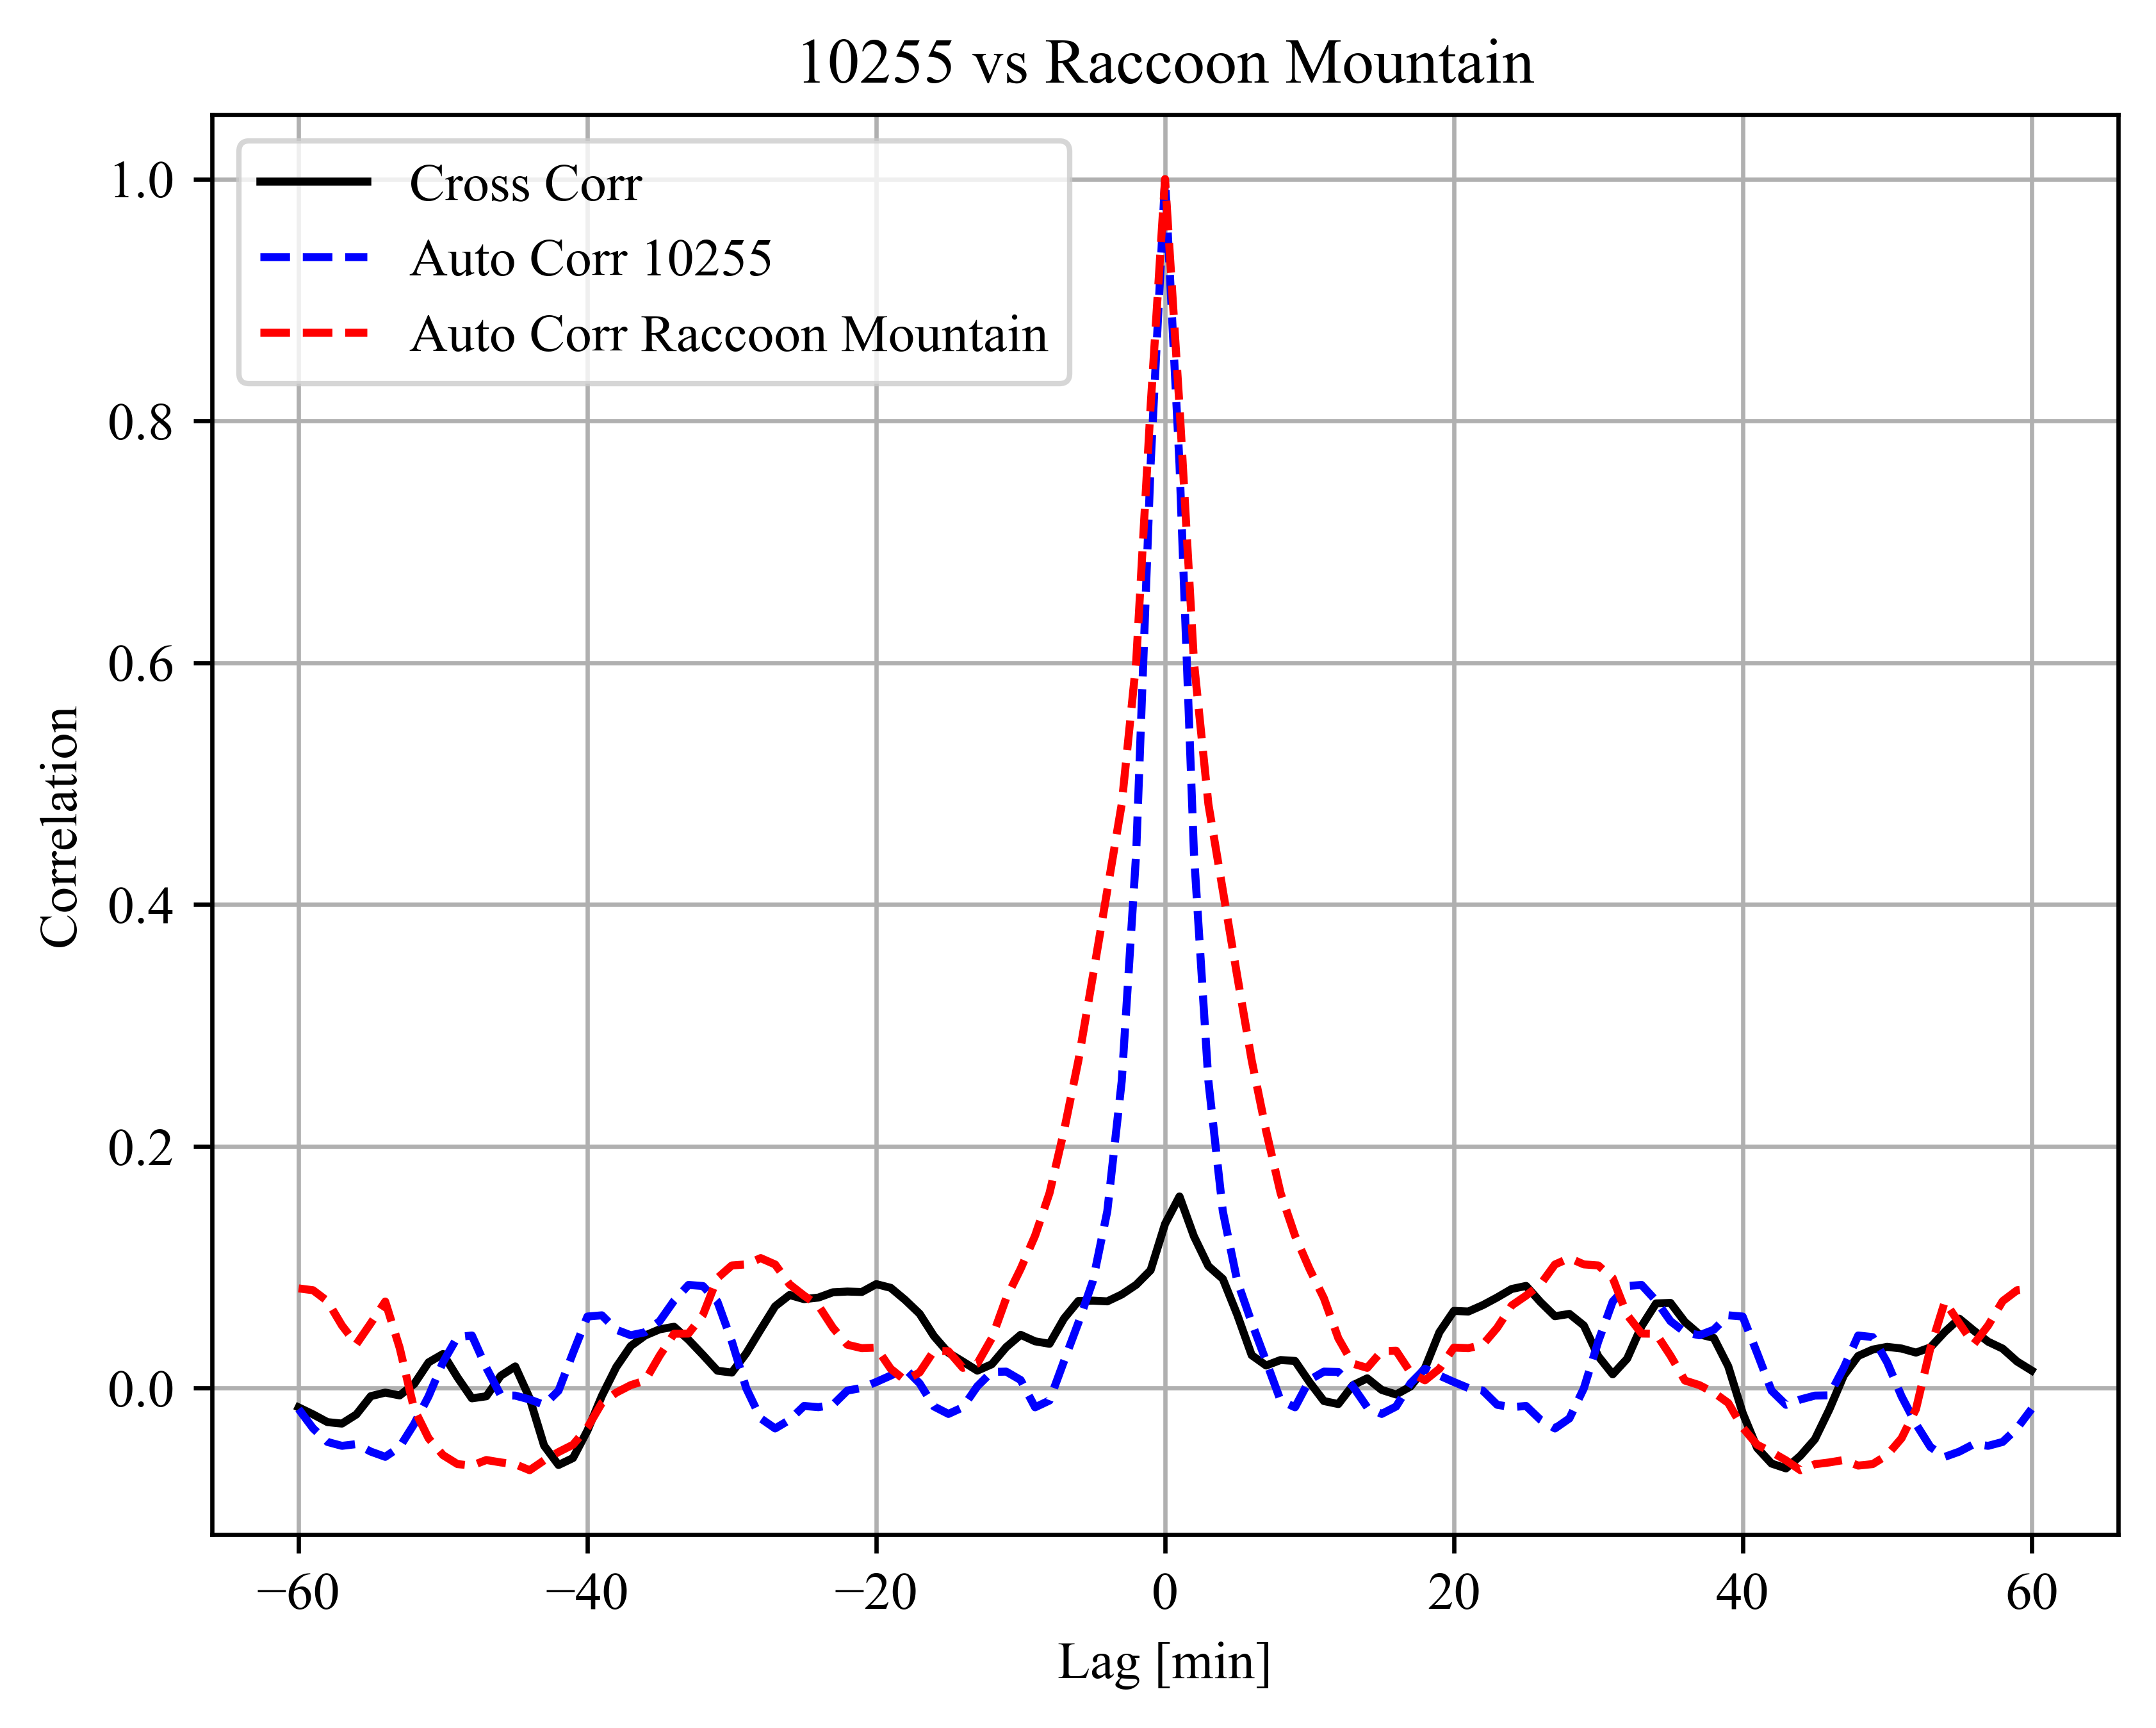 10255 vs Raccoon Mountain
Cross Corr
Auto Corr 10255
Auto Corr Raccoon Mountain
Correlation
1.0
0.8
0.6
0.4
0.2
0.0
−60 −40 −20 0 20 40 60
Lag [min]